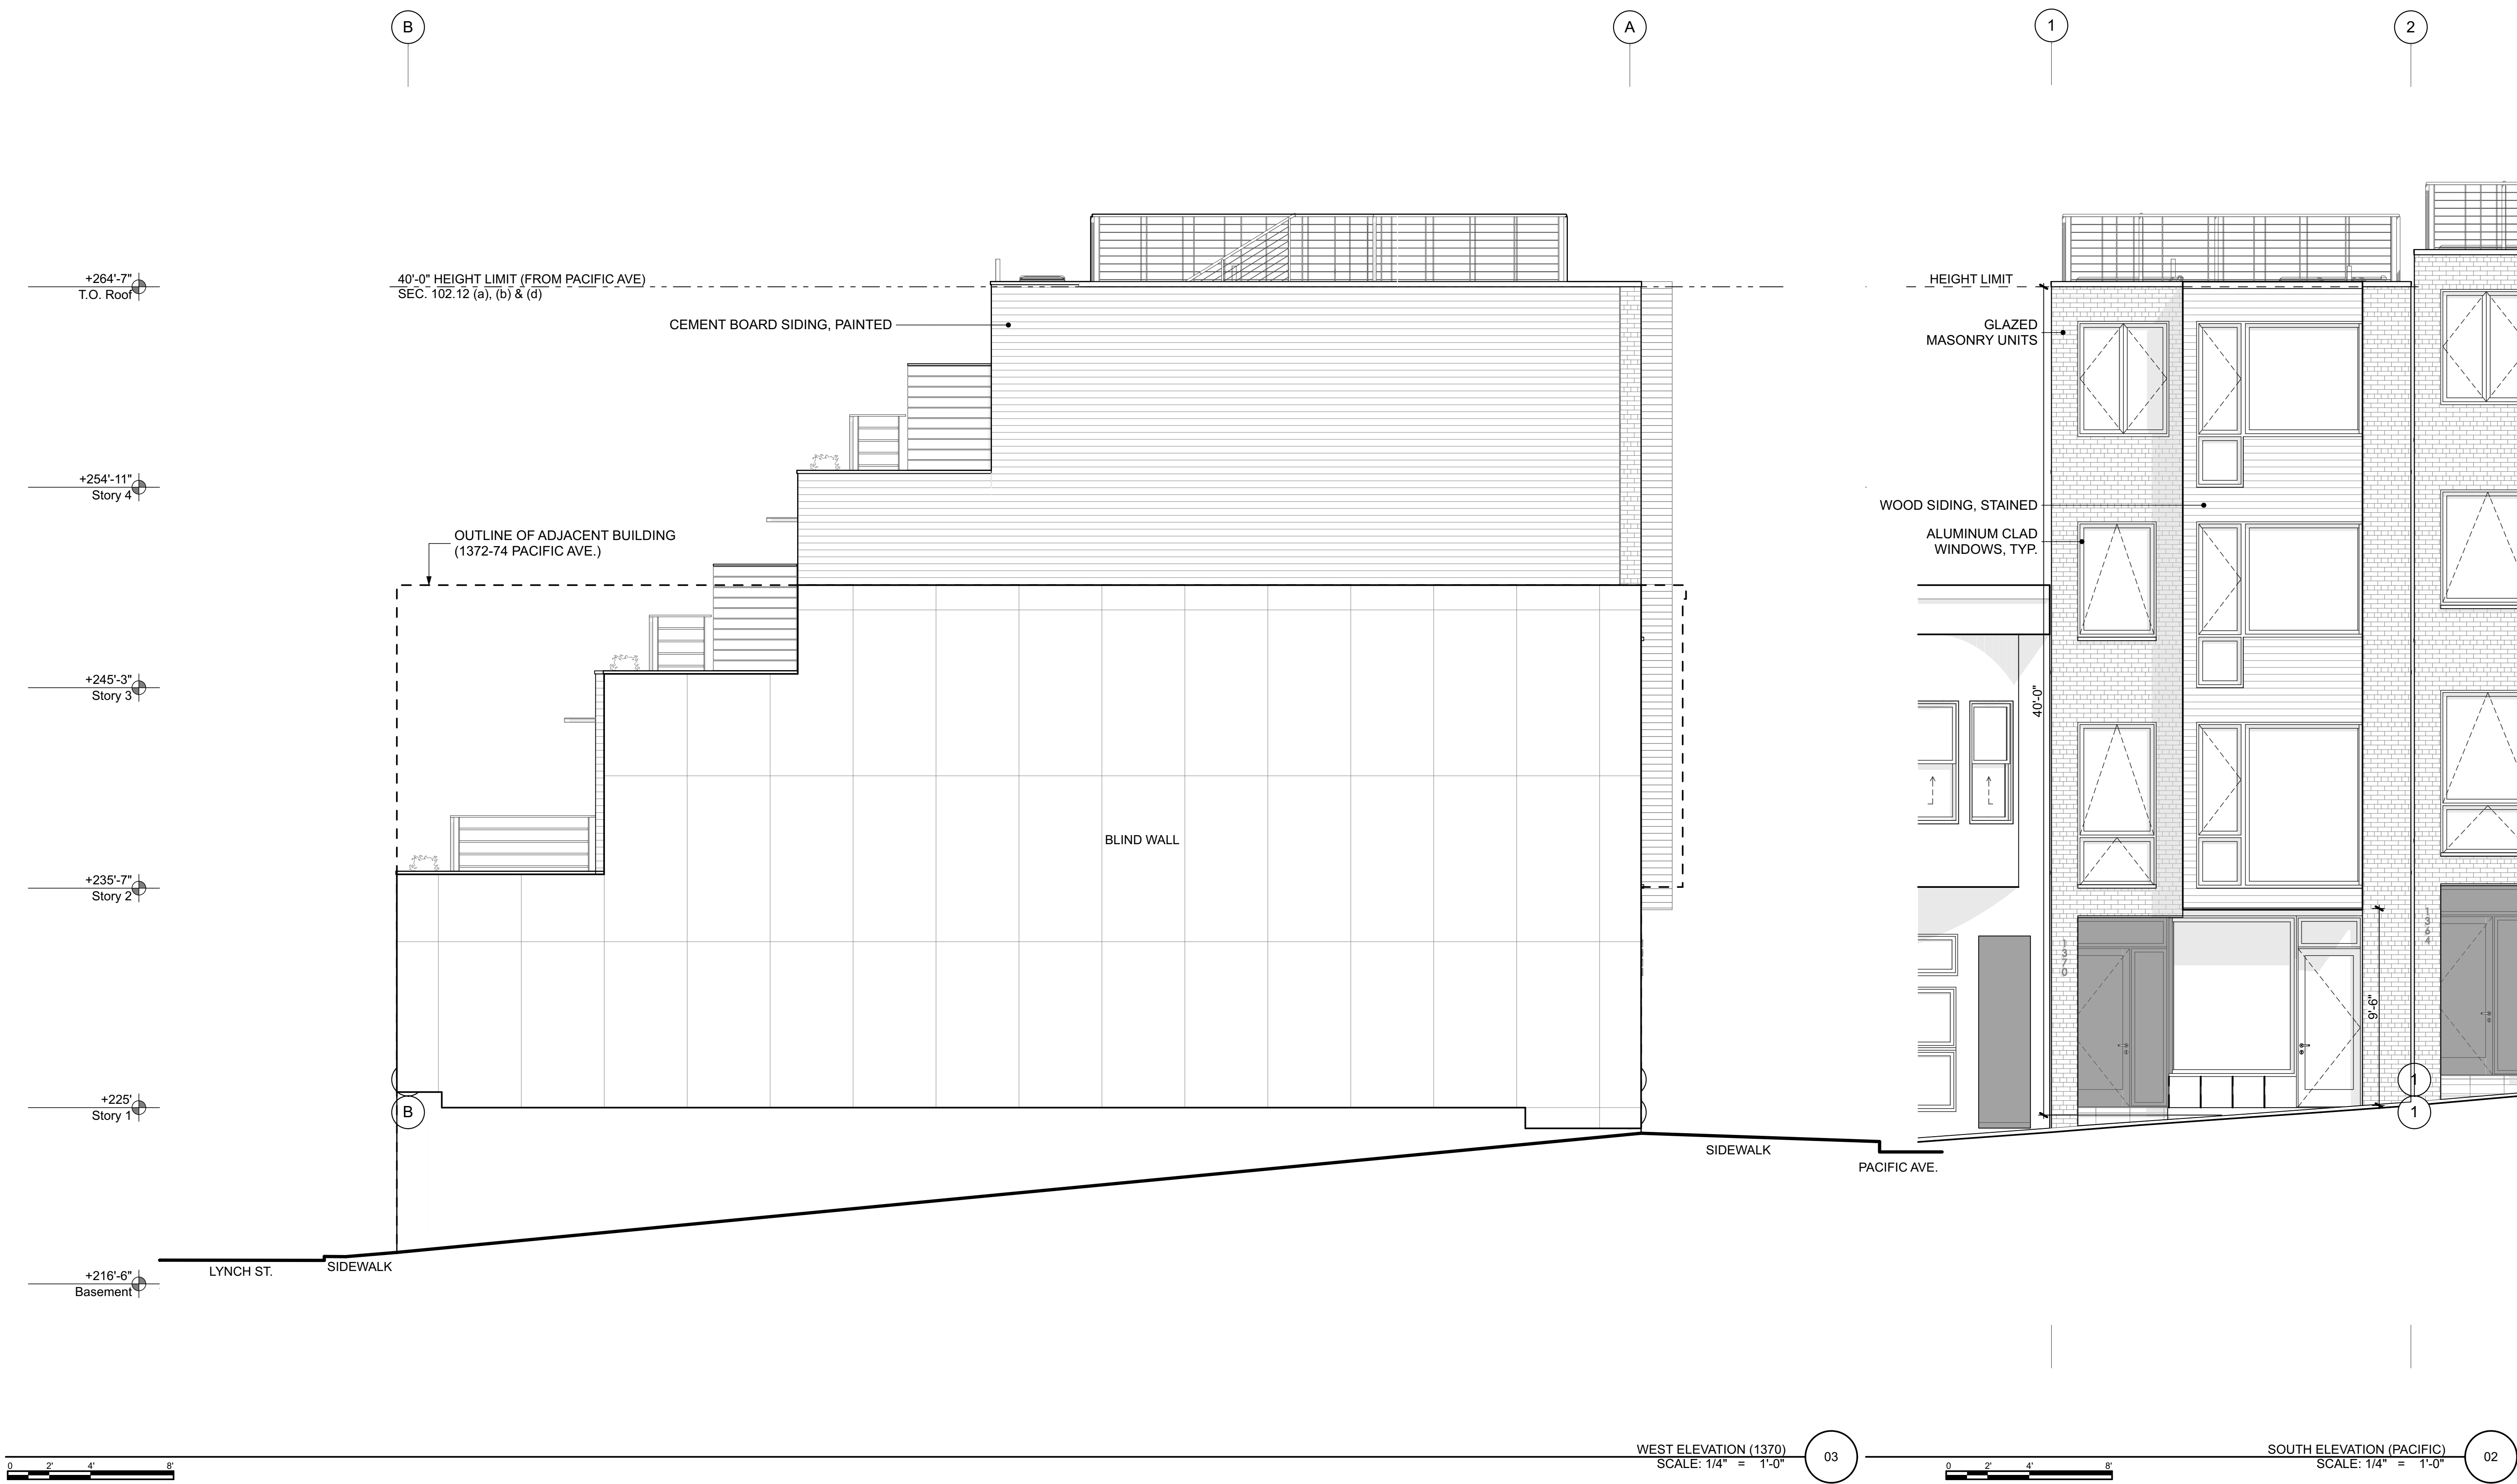 B
A
1
2
+264'-7"
T.O. Roof
40'-0" HEIGHT LIMIT (FROM PACIFIC AVE)
SEC. 102.12 (a), (b) & (d)
HEIGHT LIMIT
CEMENT BOARD SIDING, PAINTED
GLAZED
MASONRY UNITS
+254'-11"
Story 4
WOOD SIDING, STAINED
OUTLINE OF ADJACENT BUILDING
(1372-74 PACIFIC AVE.)
ALUMINUM CLAD
WINDOWS, TYP.
+245'-3"
Story 3
40'-0"
BLIND WALL
+235'-7"
Story 2
1364
1370
9'-6"
+225'
Story 1
B
1
1
SIDEWALK
PACIFIC AVE.
LYNCH ST.
SIDEWALK
+216'-6"
Basement
WEST ELEVATION (1370)
SCALE: 1/4" = 1'-0"
03
SOUTH ELEVATION (PACIFIC)
SCALE: 1/4" = 1'-0"
02
0 2' 4' 8'
0 2' 4' 8'